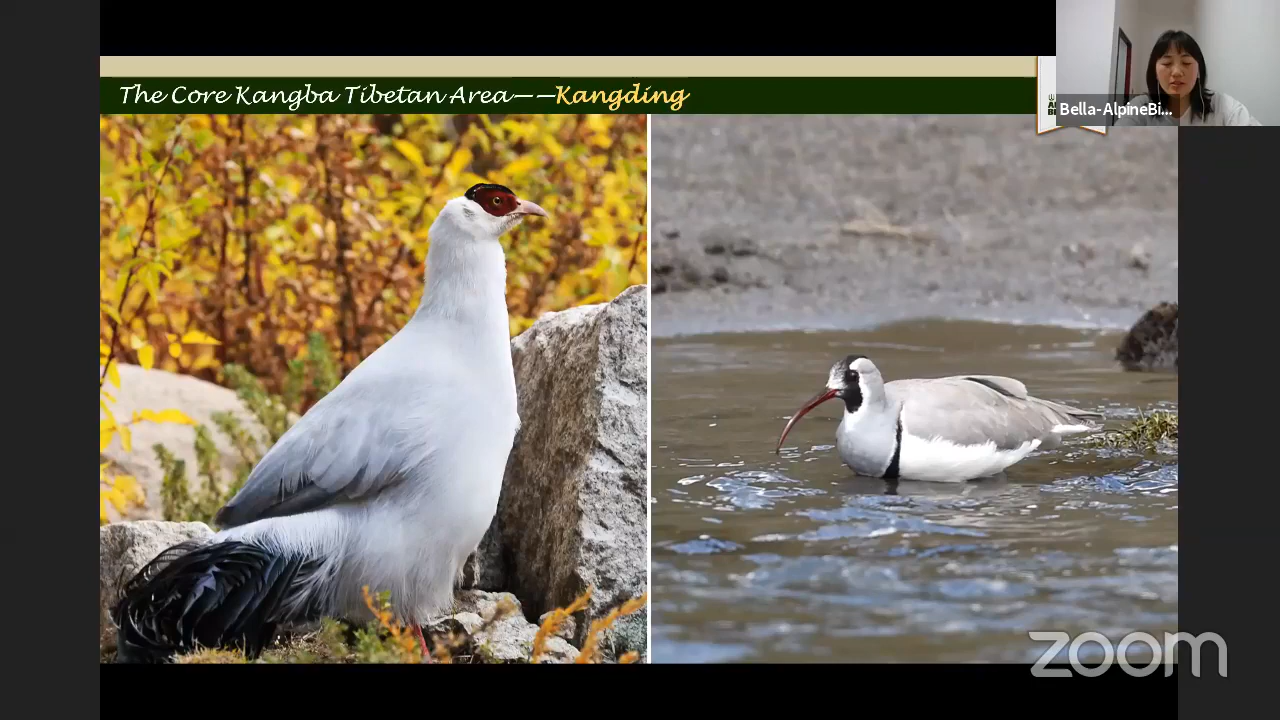 The Core Kangba Tibetan Area——Kangding
Bella-AlpineBi...
zoom